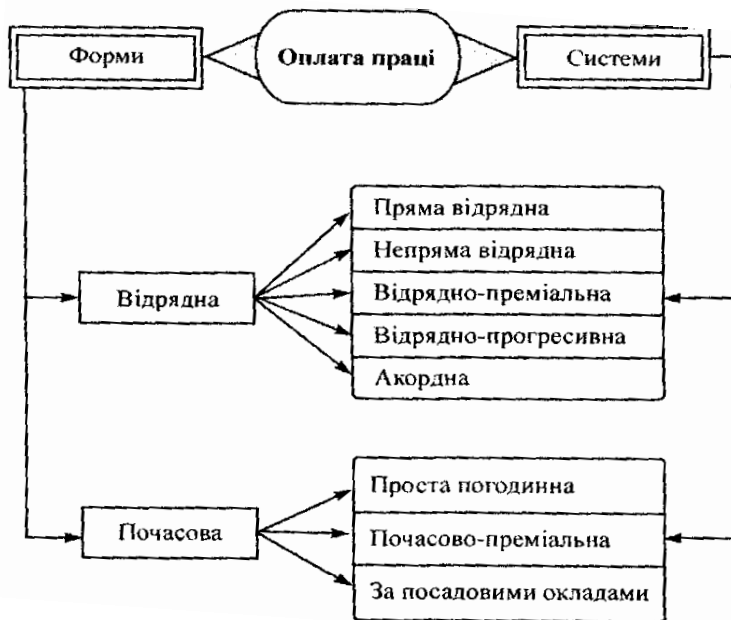 Форми
Оплата праці
Системи
Пряма відрядна
Непряма відрядна
Відрядна
Відрядно-преміальна
Відрядно-прогресивна
Акордна
Проста погодинна
Почасова
Почасово-преміальна
За посадовими окладами